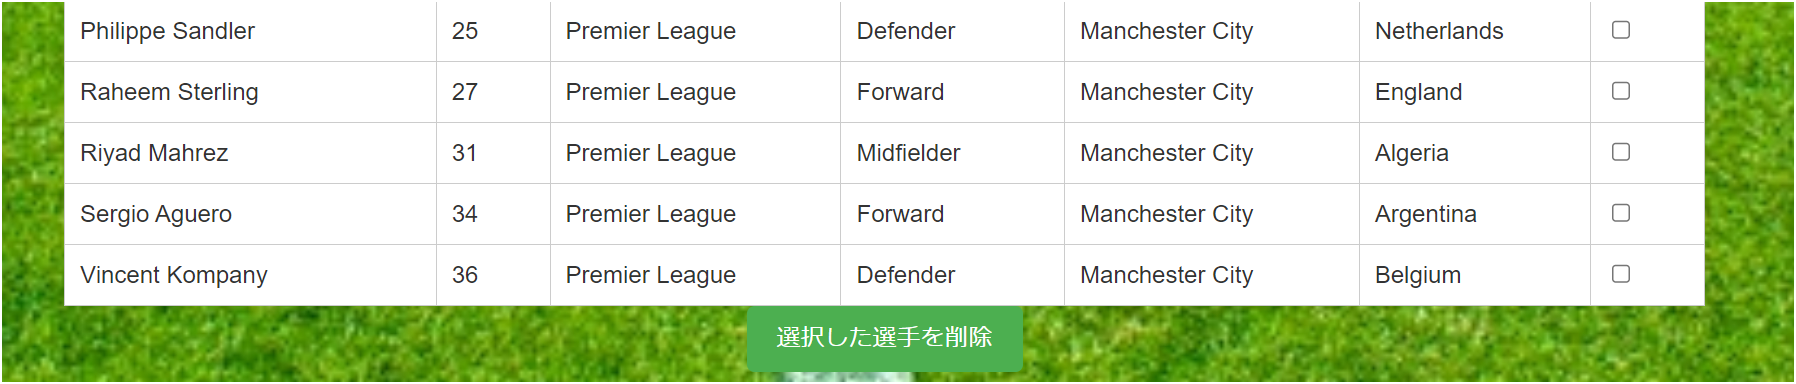 Philippe Sandler 25 Premier League Defender Manchester City Netherlands
Raheem Sterling 27 Premier League Forward Manchester City England
Riyad Mahrez 31 Premier League Midfielder Manchester City Algeria
Sergio Aguero 34 Premier League Forward Manchester City Argentina
Vincent Kompany 36 Premier League Defender Manchester City Belgium
選択した選手を削除